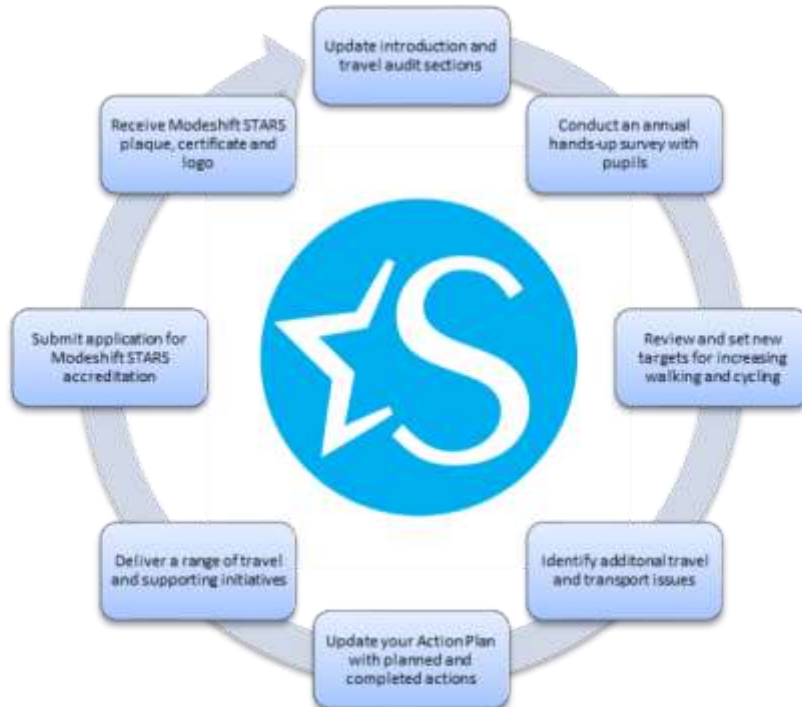 Update introduction and
travel audit sections
Conduct an annual
hands-up survey with
pupils
Review and set new
targets for increasing
walking and cycling
Identify additonal travel
and transport issues
Update your Action Plan
with planned and
completed actions
Deliver a range of travel
and supporting initiatives
Submit application for
Modeshift STARS
accreditation
Receive Modeshift STARS
plaque, certificate and
logo
S